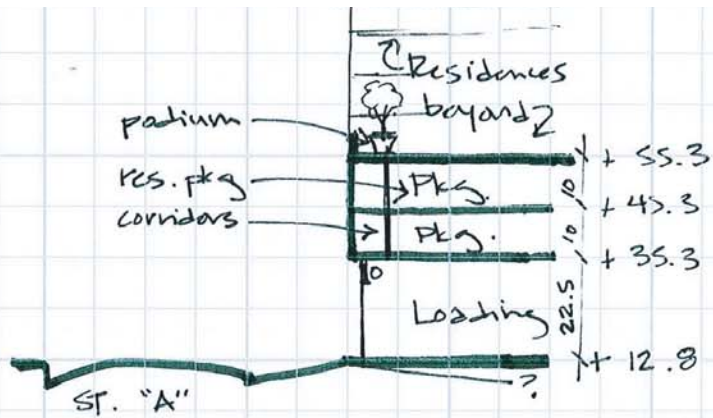 Residences
beyond
podium
+ 55.3
res. pkg
Pkg.
10
+ 45.3
corridors
Pkg.
10
+ 35.3
Loading
22.5
+ 12.8
?
ST. "A"